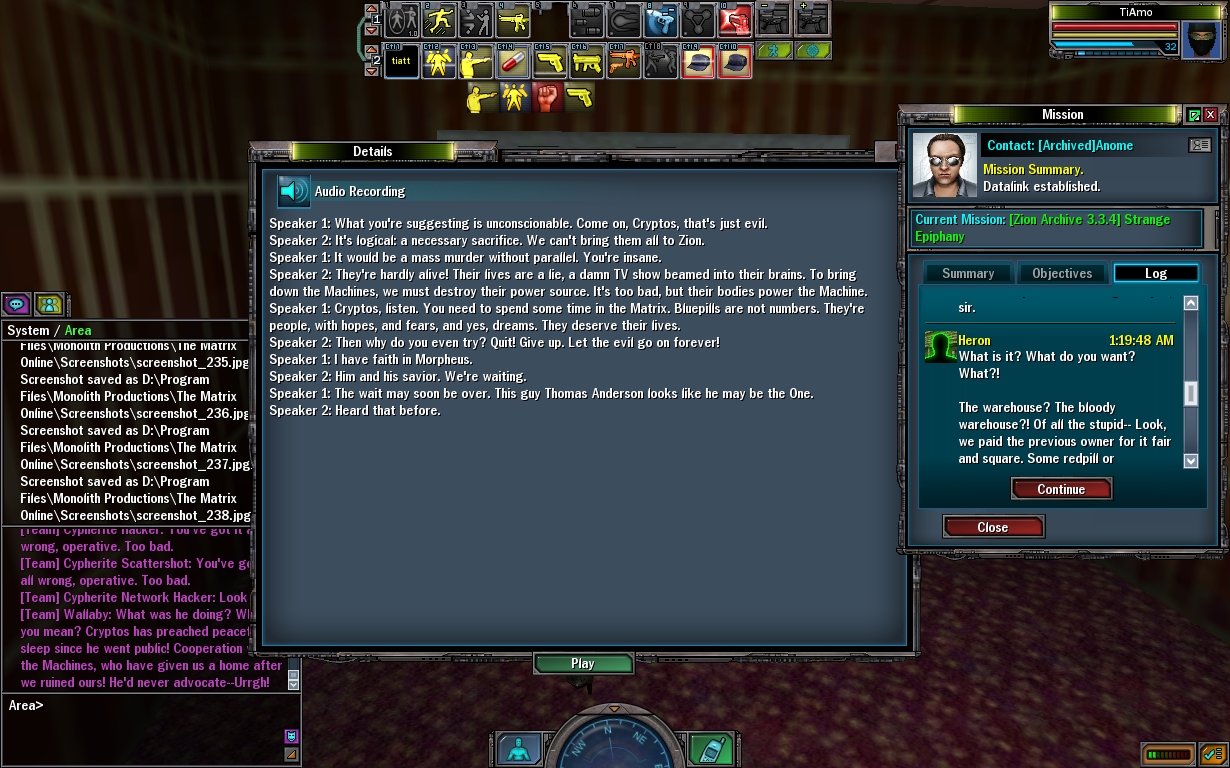 TiAmo
32
1
2
tiatt
Details
Audio Recording
Speaker 1: What you're suggesting is unconscionable. Come on, Cryptos, that's just evil.
Speaker 2: It's logical: a necessary sacrifice. We can't bring them all to Zion.
Speaker 1: It would be a mass murder without parallel. You're insane.
Speaker 2: They're hardly alive! Their lives are a lie, a damn TV show beamed into their brains. To bring
down the Machines, we must destroy their power source. It's too bad, but their bodies power the Machine.
Speaker 1: Cryptos, listen. You need to spend some time in the Matrix. Bluepills are not numbers. They're
people, with hopes, and fears, and yes, dreams. They deserve their lives.
Speaker 2: Then why do you even try? Quit! Give up. Let the evil go on forever!
Speaker 1: I have faith in Morpheus.
Speaker 2: Him and his savior. We're waiting.
Speaker 1: The wait may soon be over. This guy Thomas Anderson looks like he may be the One.
Speaker 2: Heard that before.
Play
Mission
Contact: [Archived]Anome
Mission Summary.
Datalink established.
Current Mission: [Zion Archive 3.3.4] Strange
Epiphany
Summary
Objectives
Log
sir.
Heron 1:19:48 AM
What is it? What do you want?
What?!
The warehouse? The bloody
warehouse?! Of all the stupid-- Look,
we paid the previous owner for it fair
and square. Some redpill or
Continue
Close
System / Area
Files\Monolith Productions\The Matrix
Online\Screenshots\screenshot_235.jpg
Screenshot saved as D:\Program
Files\Monolith Productions\The Matrix
Online\Screenshots\screenshot_236.jpg
Screenshot saved as D:\Program
Files\Monolith Productions\The Matrix
Online\Screenshots\screenshot_237.jpg
Screenshot saved as D:\Program
Files\Monolith Productions\The Matrix
Online\Screenshots\screenshot_238.jpg
[Team] Cypherite Hacker: You've got it a
wrong, operative. Too bad.
[Team] Cypherite Scattershot: You've go
all wrong, operative. Too bad.
[Team] Cypherite Network Hacker: Look
[Team] Wallaby: What was he doing? Wh
you mean? Cryptos has preached peacef
sleep since he went public! Cooperation
the Machines, who have given us a home after
we ruined ours! He'd never advocate--Urrgh!
Area>
NW
N
NE